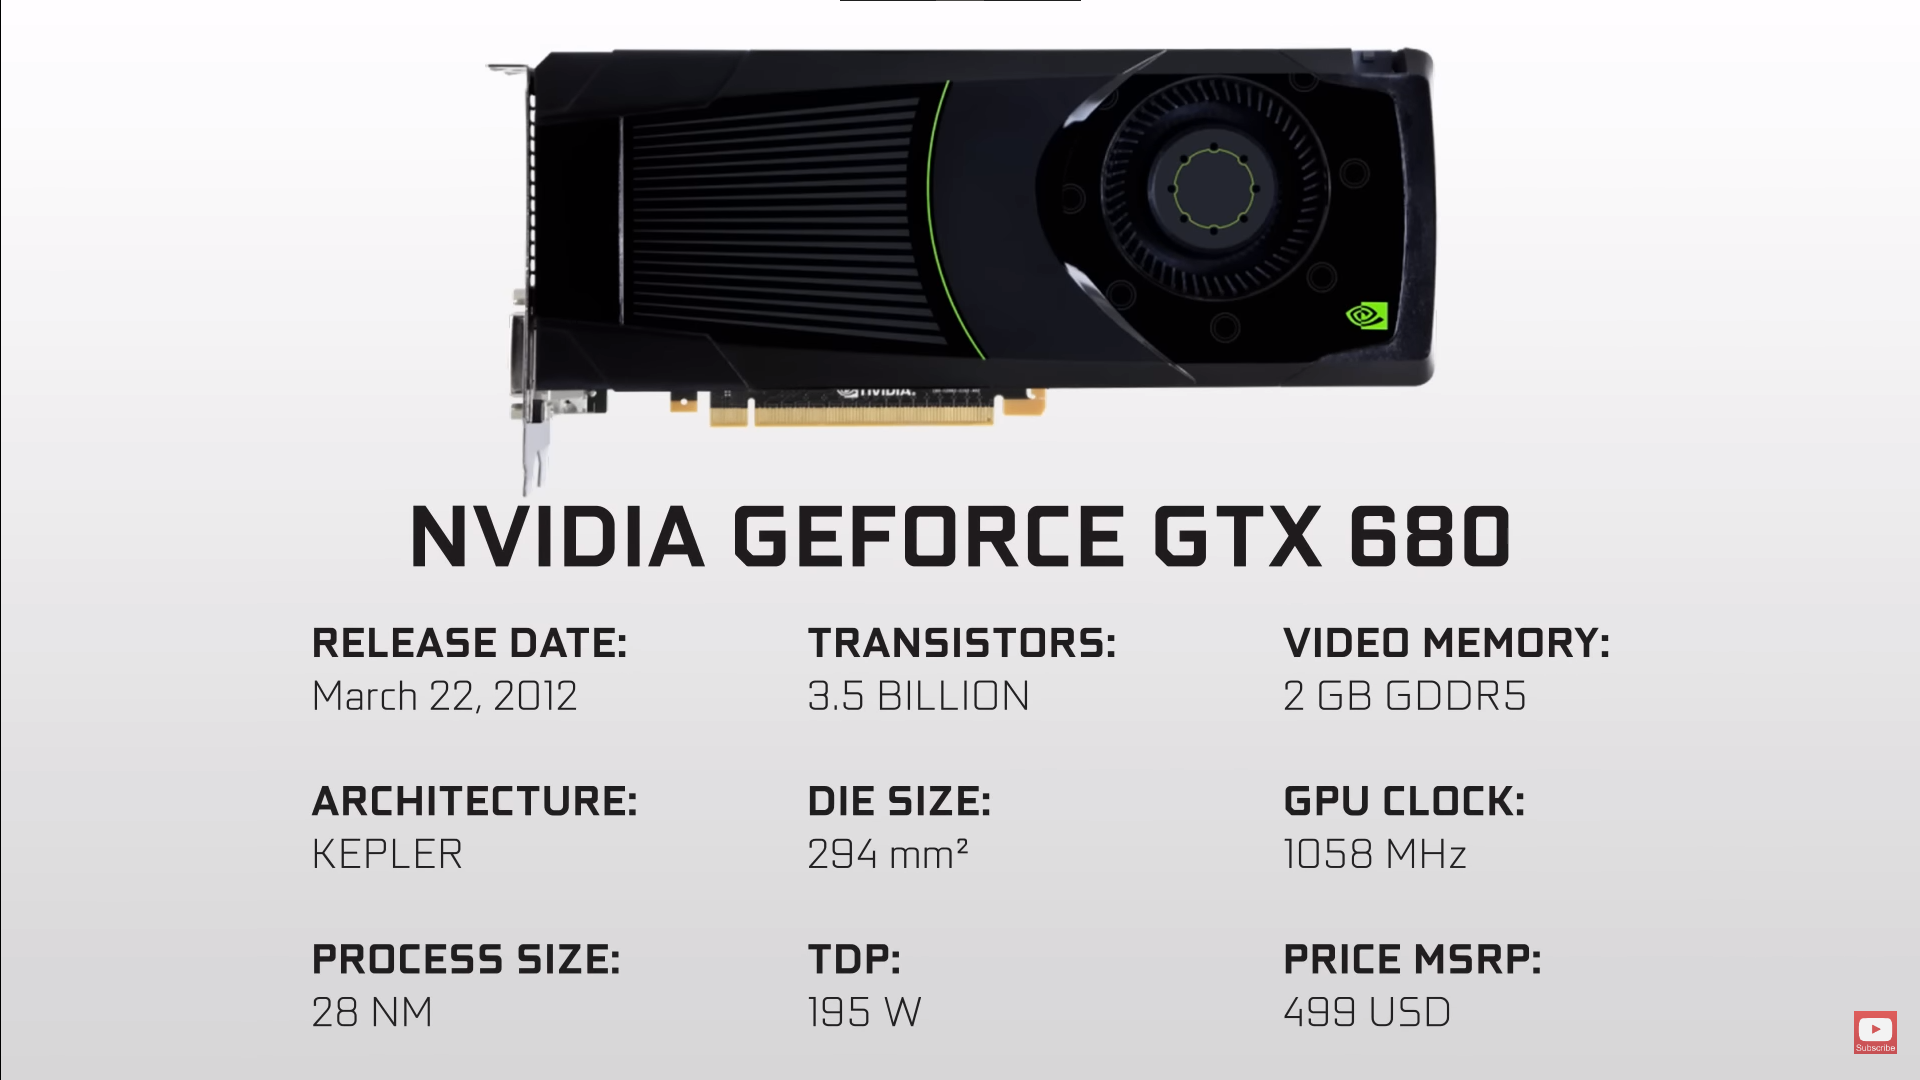 NVIDIA.
NVIDIA GEFORCE GTX 680
RELEASE DATE:
March 22, 2012
TRANSISTORS:
3.5 BILLION
VIDEO MEMORY:
2 GB GDDR5
ARCHITECTURE:
KEPLER
DIE SIZE:
294 mm²
GPU CLOCK:
1058 MHz
PROCESS SIZE:
28 NM
TDP:
195 W
PRICE MSRP:
499 USD
Subscribe